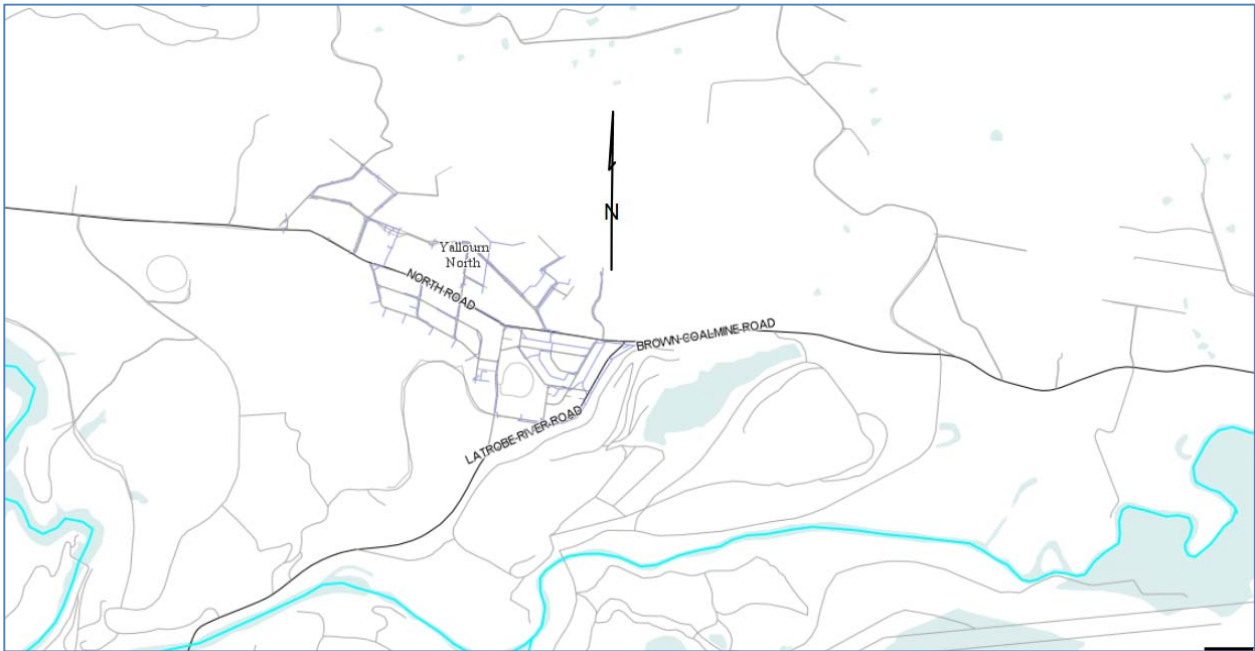 N
Yallourn
North
NORTH ROAD
BROWN COALMINE ROAD
LATROBE RIVER ROAD